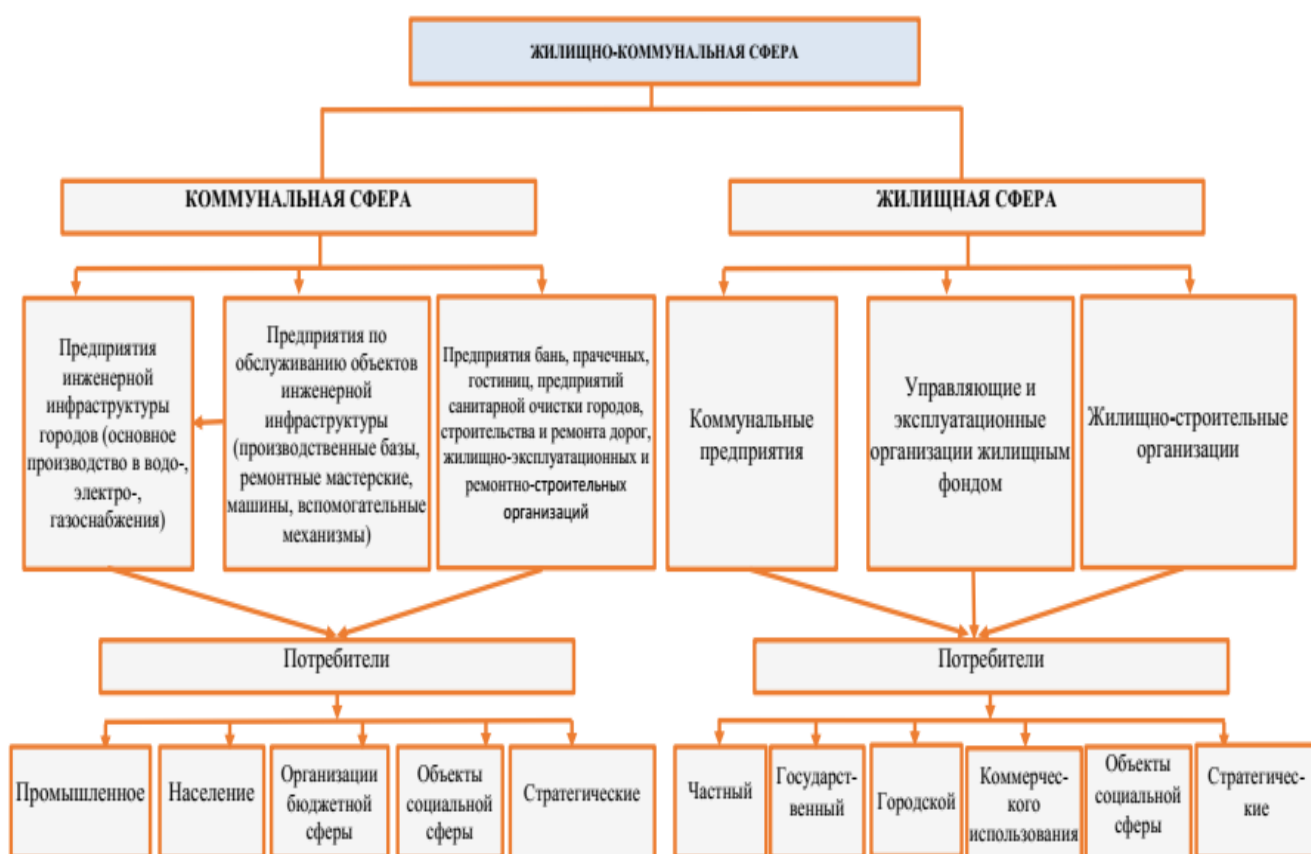 ЖИЛИЩНО-КОММУНАЛЬНАЯ СФЕРА
КОММУНАЛЬНАЯ СФЕРА
ЖИЛИЩНАЯ СФЕРА
Предприятия
инженерной
инфраструктуры
городов (основное
производство в водо-,
электро-,
газоснабжения)
Предприятия по
обслуживанию объектов
инженерной
инфраструктуры
(производственные базы,
ремонтные мастерские,
машины, вспомогательные
механизмы)
Предприятия бань, прачечных,
гостиниц, предприятий
санитарной очистки городов,
строительства и ремонта дорог,
жилищно-эксплуатационных и
ремонтно-строительных
организаций
Коммунальные
предприятия
Управляющие и
эксплуатационные
организации жилищным
фондом
Жилищно-строительные
организации
Потребители
Потребители
Промышленное
Население
Организации
бюджетной
сферы
Объекты
социальной
сферы
Стратегические
Частный
Государст-
венный
Городской
Коммерчес-
кого
использования
Объекты
социальной
сферы
Стратегичес-
кие